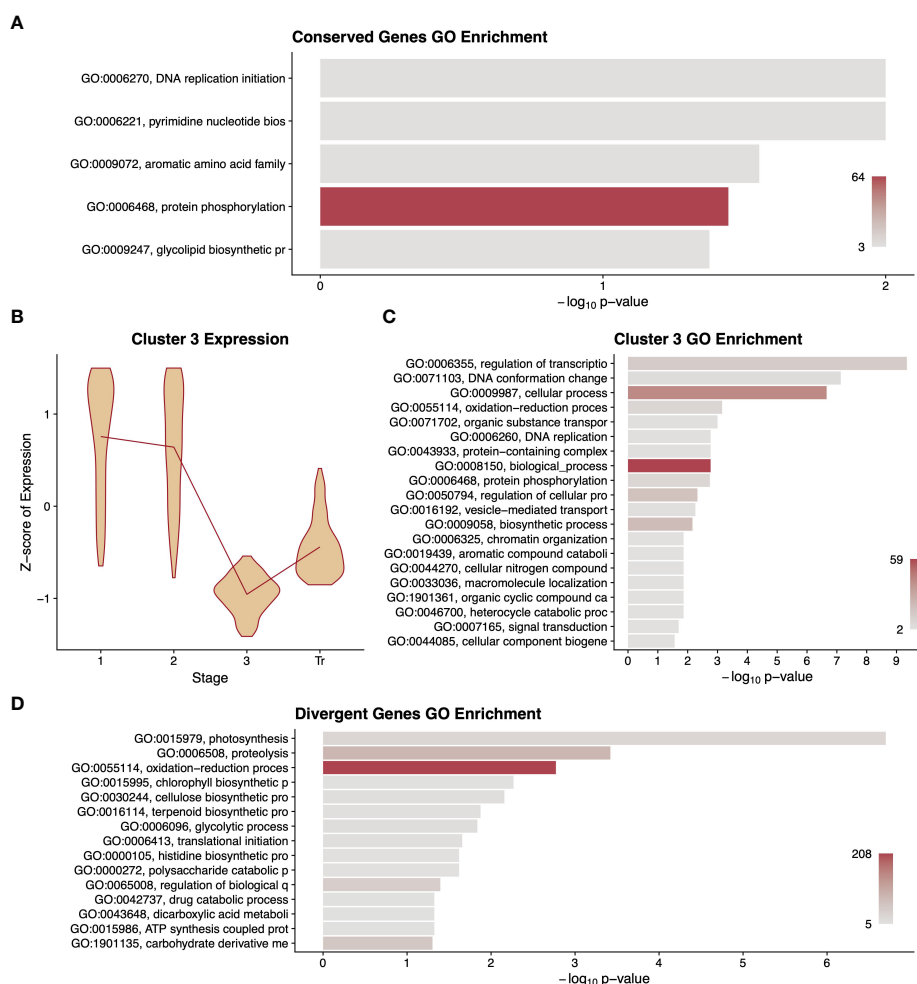 A
Conserved Genes GO Enrichment
GO:0006270, DNA replication initiation
GO:0006221, pyrimidine nucleotide bios
GO:0009072, aromatic amino acid family
GO:0006468, protein phosphorylation
GO:0009247, glycolipid biosynthetic pr
64
3
0 1 2
−log10 p−value
B
Cluster 3 Expression
Z−score of Expression
1
0
−1
1 2 3 Tr
Stage
C
Cluster 3 GO Enrichment
GO:0006355, regulation of transcriptio
GO:0071103, DNA conformation change
GO:0009987, cellular process
GO:0055114, oxidation−reduction proces
GO:0071702, organic substance transpor
GO:0006260, DNA replication
GO:0043933, protein−containing complex
GO:0008150, biological_process
GO:0006468, protein phosphorylation
GO:0050794, regulation of cellular pro
GO:0016192, vesicle−mediated transport
GO:0009058, biosynthetic process
GO:0006325, chromatin organization
GO:0019439, aromatic compound cataboli
GO:0044270, cellular nitrogen compound
GO:0033036, macromolecule localization
GO:1901361, organic cyclic compound ca
GO:0046700, heterocycle catabolic proc
GO:0007165, signal transduction
GO:0044085, cellular component biogene
59
2
0 1 2 3 4 5 6 7 8 9
−log10 p−value
D
Divergent Genes GO Enrichment
GO:0015979, photosynthesis
GO:0006508, proteolysis
GO:0055114, oxidation−reduction proces
GO:0015995, chlorophyll biosynthetic p
GO:0030244, cellulose biosynthetic pro
GO:0016114, terpenoid biosynthetic pro
GO:0006096, glycolytic process
GO:0006413, translational initiation
GO:0000105, histidine biosynthetic pro
GO:0000272, polysaccharide catabolic p
GO:0065008, regulation of biological q
GO:0042737, drug catabolic process
GO:0043648, dicarboxylic acid metaboli
GO:0015986, ATP synthesis coupled prot
GO:1901135, carbohydrate derivative me
208
5
0 1 2 3 4 5 6
−log10 p−value